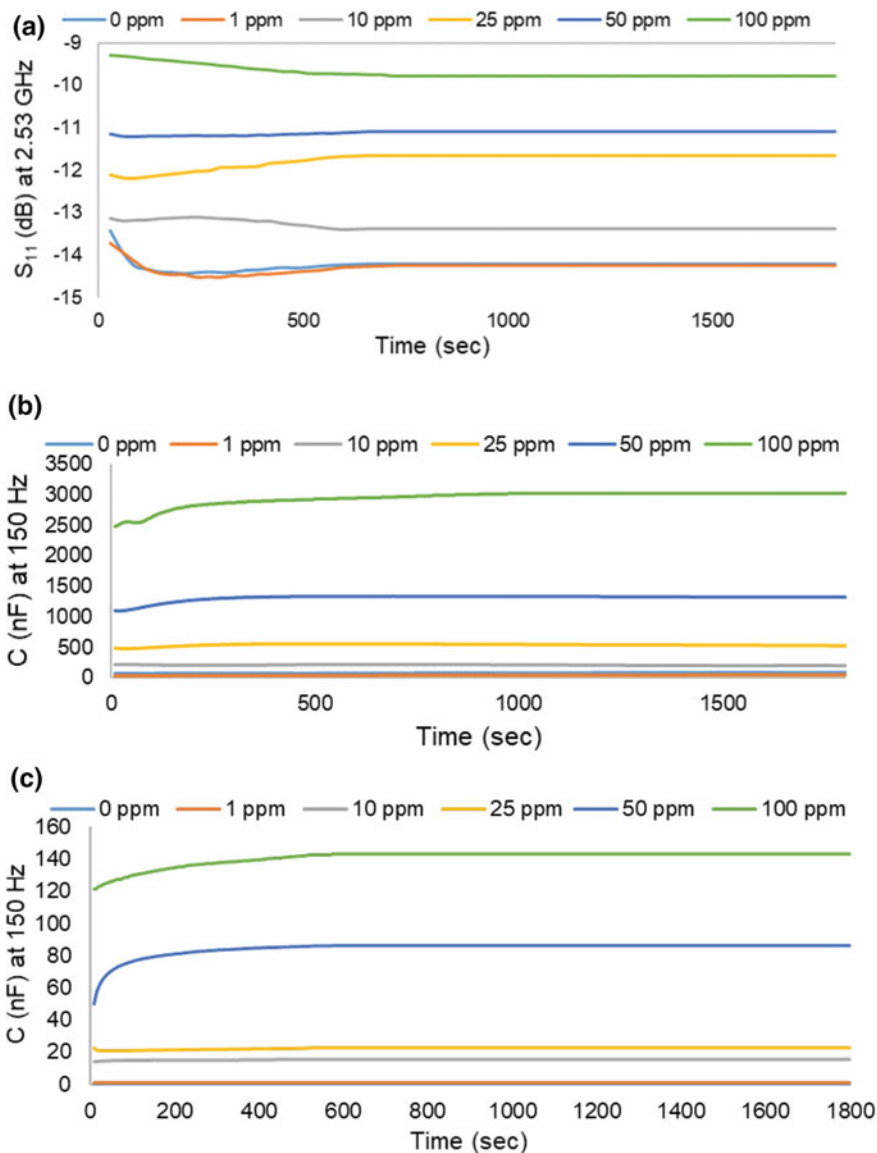 (a)
0 ppm 1 ppm 10 ppm 25 ppm 50 ppm 100 ppm
S₁₁ (dB) at 2.53 GHz
-9
-10
-11
-12
-13
-14
-15
0 500 1000 1500
Time (sec)
(b)
0 ppm 1 ppm 10 ppm 25 ppm 50 ppm 100 ppm
C (nF) at 150 Hz
3500
3000
2500
2000
1500
1000
500
0
0 500 1000 1500
Time (sec)
(c)
0 ppm 1 ppm 10 ppm 25 ppm 50 ppm 100 ppm
C (nF) at 150 Hz
160
140
120
100
80
60
40
20
0
0 200 400 600 800 1000 1200 1400 1600 1800
Time (sec)